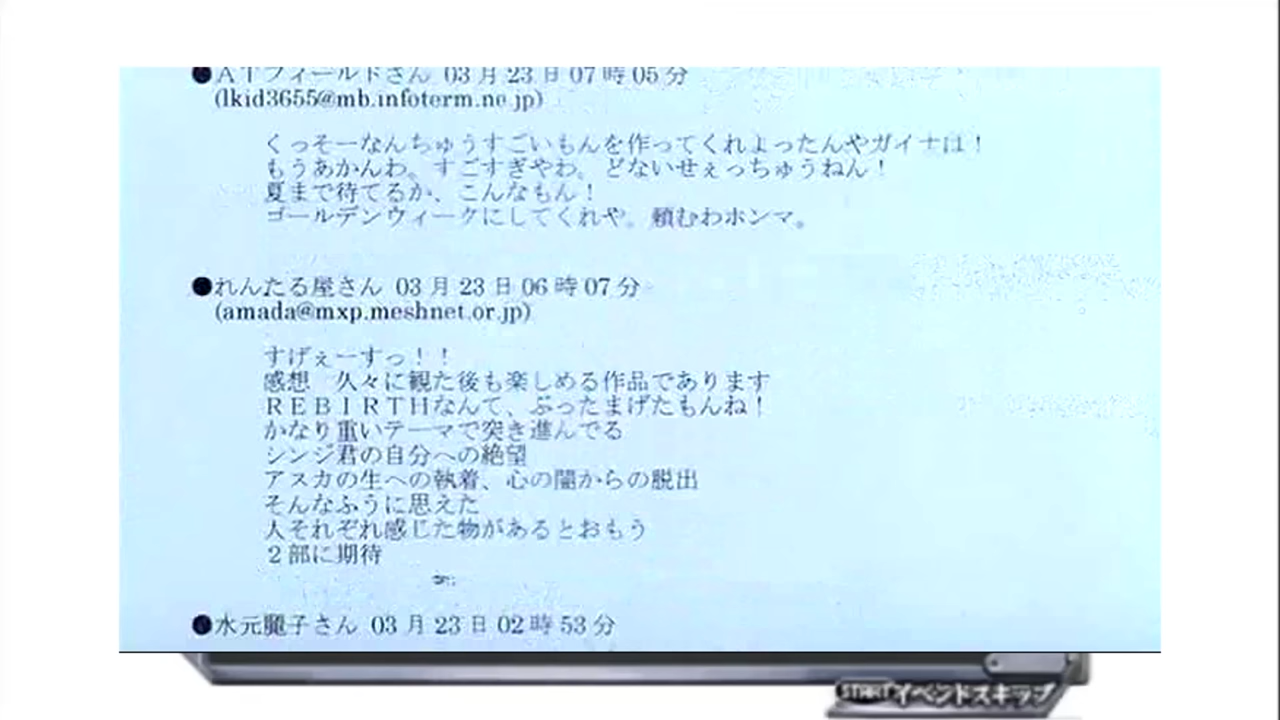 ●ATフィールドさん 03月23日07時05分
(lkid3655@mb.infoterm.ne.jp)
くっそーなんちゅうすごいもんを作ってくれよったんやガイナは！
もうあかんわ。すごすぎやわ。どないせぇっちゅうねん！
夏まで待てるか、こんなもん！
ゴールデンウィークにしてくれや。頼むわホンマ。
●れんたる屋さん 03月23日06時07分
(amada@mxp.meshnet.or.jp)
すげぇーすっ！！
感想 久々に観た後も楽しめる作品であります
ＲＥＢＩＲＴＨなんて、ぶったまげたもんね！
かなり重いテーマで突き進んでる
シンジ君の自分への絶望
アスカの生への執着、心の闇からの脱出
そんなふうに思えた
人それぞれ感じた物があるとおもう
２部に期待
●水元麗子さん 03月23日02時53分
STARTイベントスキップ